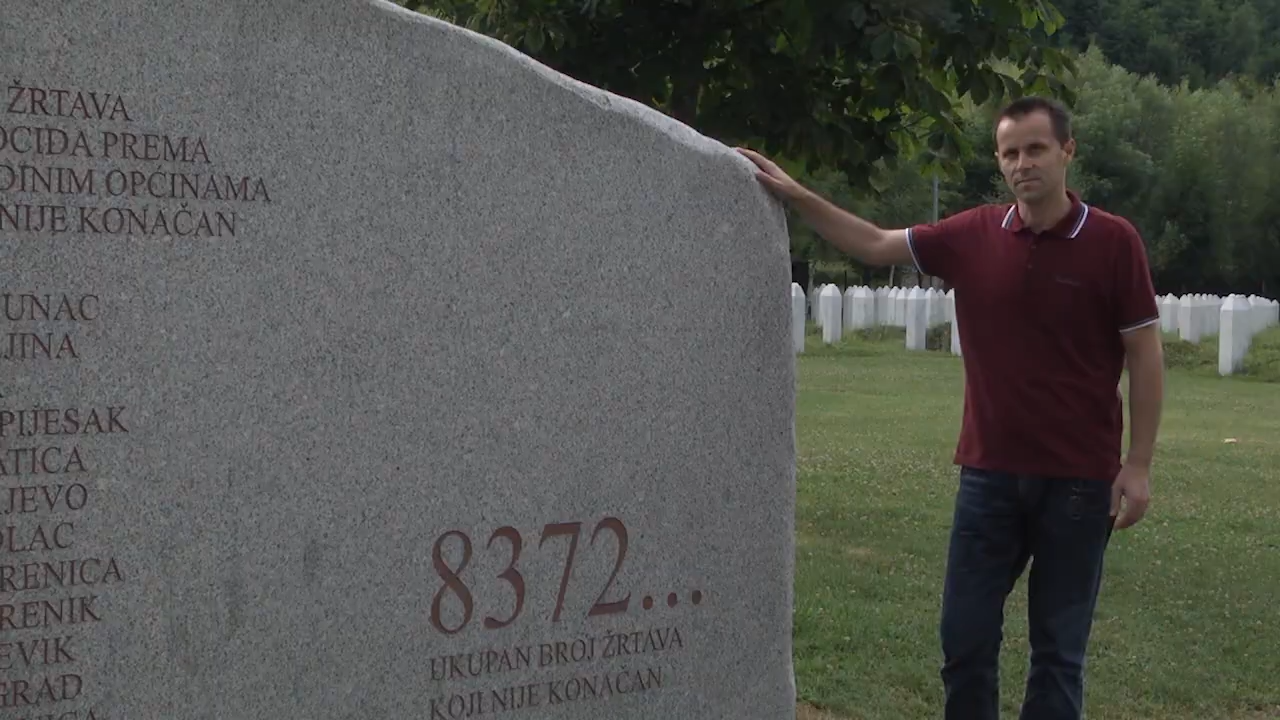 ŽRTAVA
OCIDA PREMA
DINIM OPĆINAMA
NIJE KONAČAN
UNAC
JINA
PIJESAK
ATICA
JEVO
OLAC
RENICA
RENIK
EVIK
GRAD
8372...
UKUPAN BROJ ŽRTAVA
KOJI NIJE KONAČAN